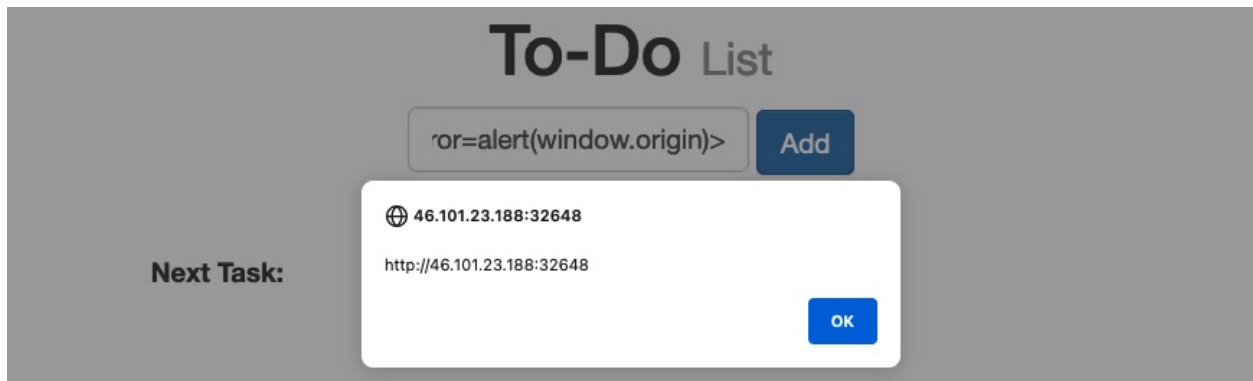 To-Do List
ror=alert(window.origin)> Add
46.101.23.188:32648
Next Task: http://46.101.23.188:32648
OK